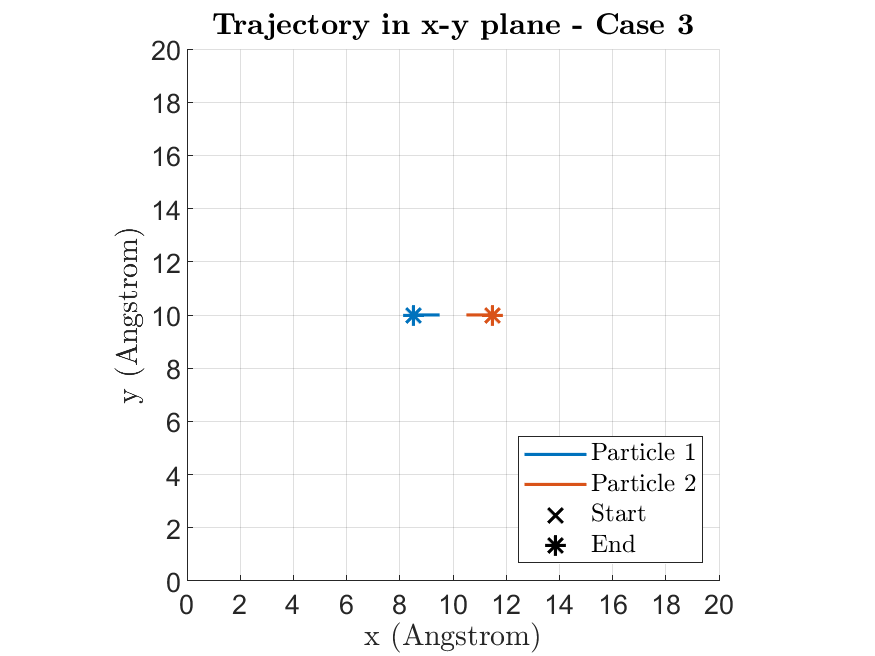 Trajectory in x-y plane - Case 3
20
18
16
14
12
10
8
6
4
2
0
y (Angstrom)
0 2 4 6 8 10 12 14 16 18 20
x (Angstrom)
Particle 1
Particle 2
Start
End